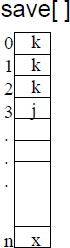 save[ ]
0 k
1 k
2 k
3 j
.
.
.
n x